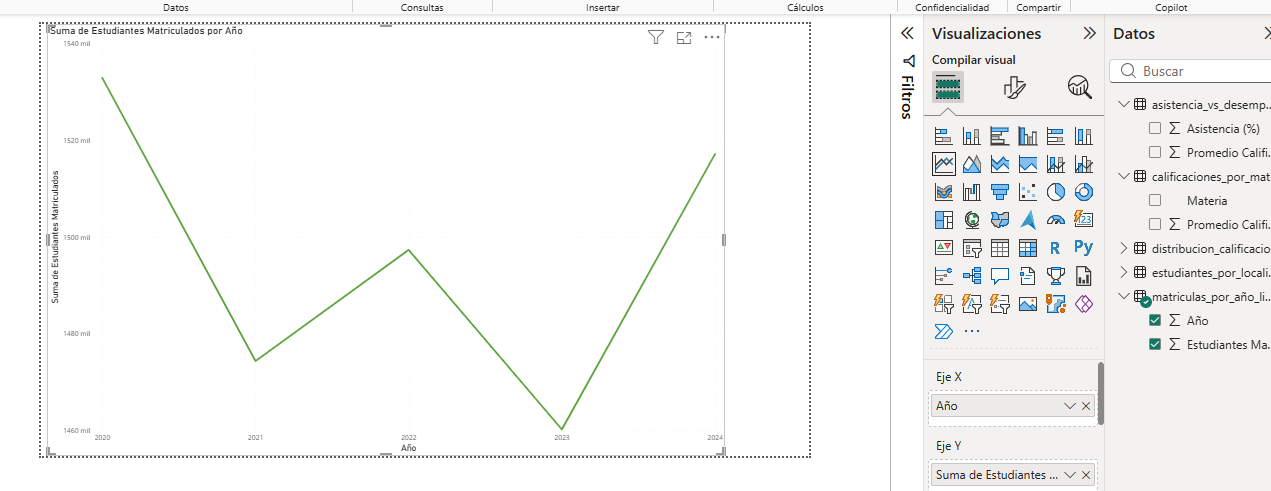 Datos Consultas Insertar Cálculos Confidencialidad Compartir Copilot
Suma de Estudiantes Matriculados por Año
1540 mil
1520 mil
1500 mil
1480 mil
1460 mil
Suma de Estudiantes Matriculados
2020 2021 2022 2023 2024
Año
Filtros
Visualizaciones
Compilar visual
123
R
Py
Eje X
Año
Eje Y
Suma de Estudiantes ...
Datos
Buscar
asistencia_vs_desemp...
Asistencia (%)
Promedio Califi...
calificaciones_por_mat
Materia
Promedio Califi...
distribucion_calificacio
estudiantes_por_locali...
matriculas_por_año_li...
Año
Estudiantes Ma...